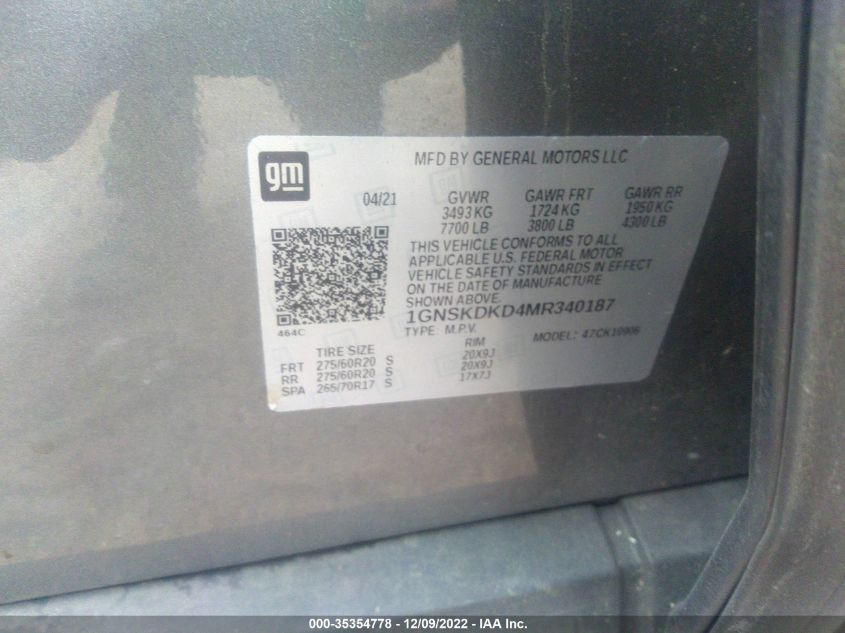 gm
MFD BY GENERAL MOTORS LLC
04/21 GVWR GAWR FRT GAWR RR
3493 KG 1724 KG 1950 KG
7700 LB 3800 LB 4300 LB
THIS VEHICLE CONFORMS TO ALL
APPLICABLE U.S. FEDERAL MOTOR
VEHICLE SAFETY STANDARDS IN EFFECT
ON THE DATE OF MANUFACTURE
SHOWN ABOVE.
1GNSKDKD4MR340187
464C TYPE: M.P.V. MODEL: 47CK10906
TIRE SIZE RIM
FRT 275/60R20 S 20X9J
RR 275/60R20 S 20X9J
SPA 265/70R17 S 17X7J
000-35354778 - 12/09/2022 - IAA Inc.